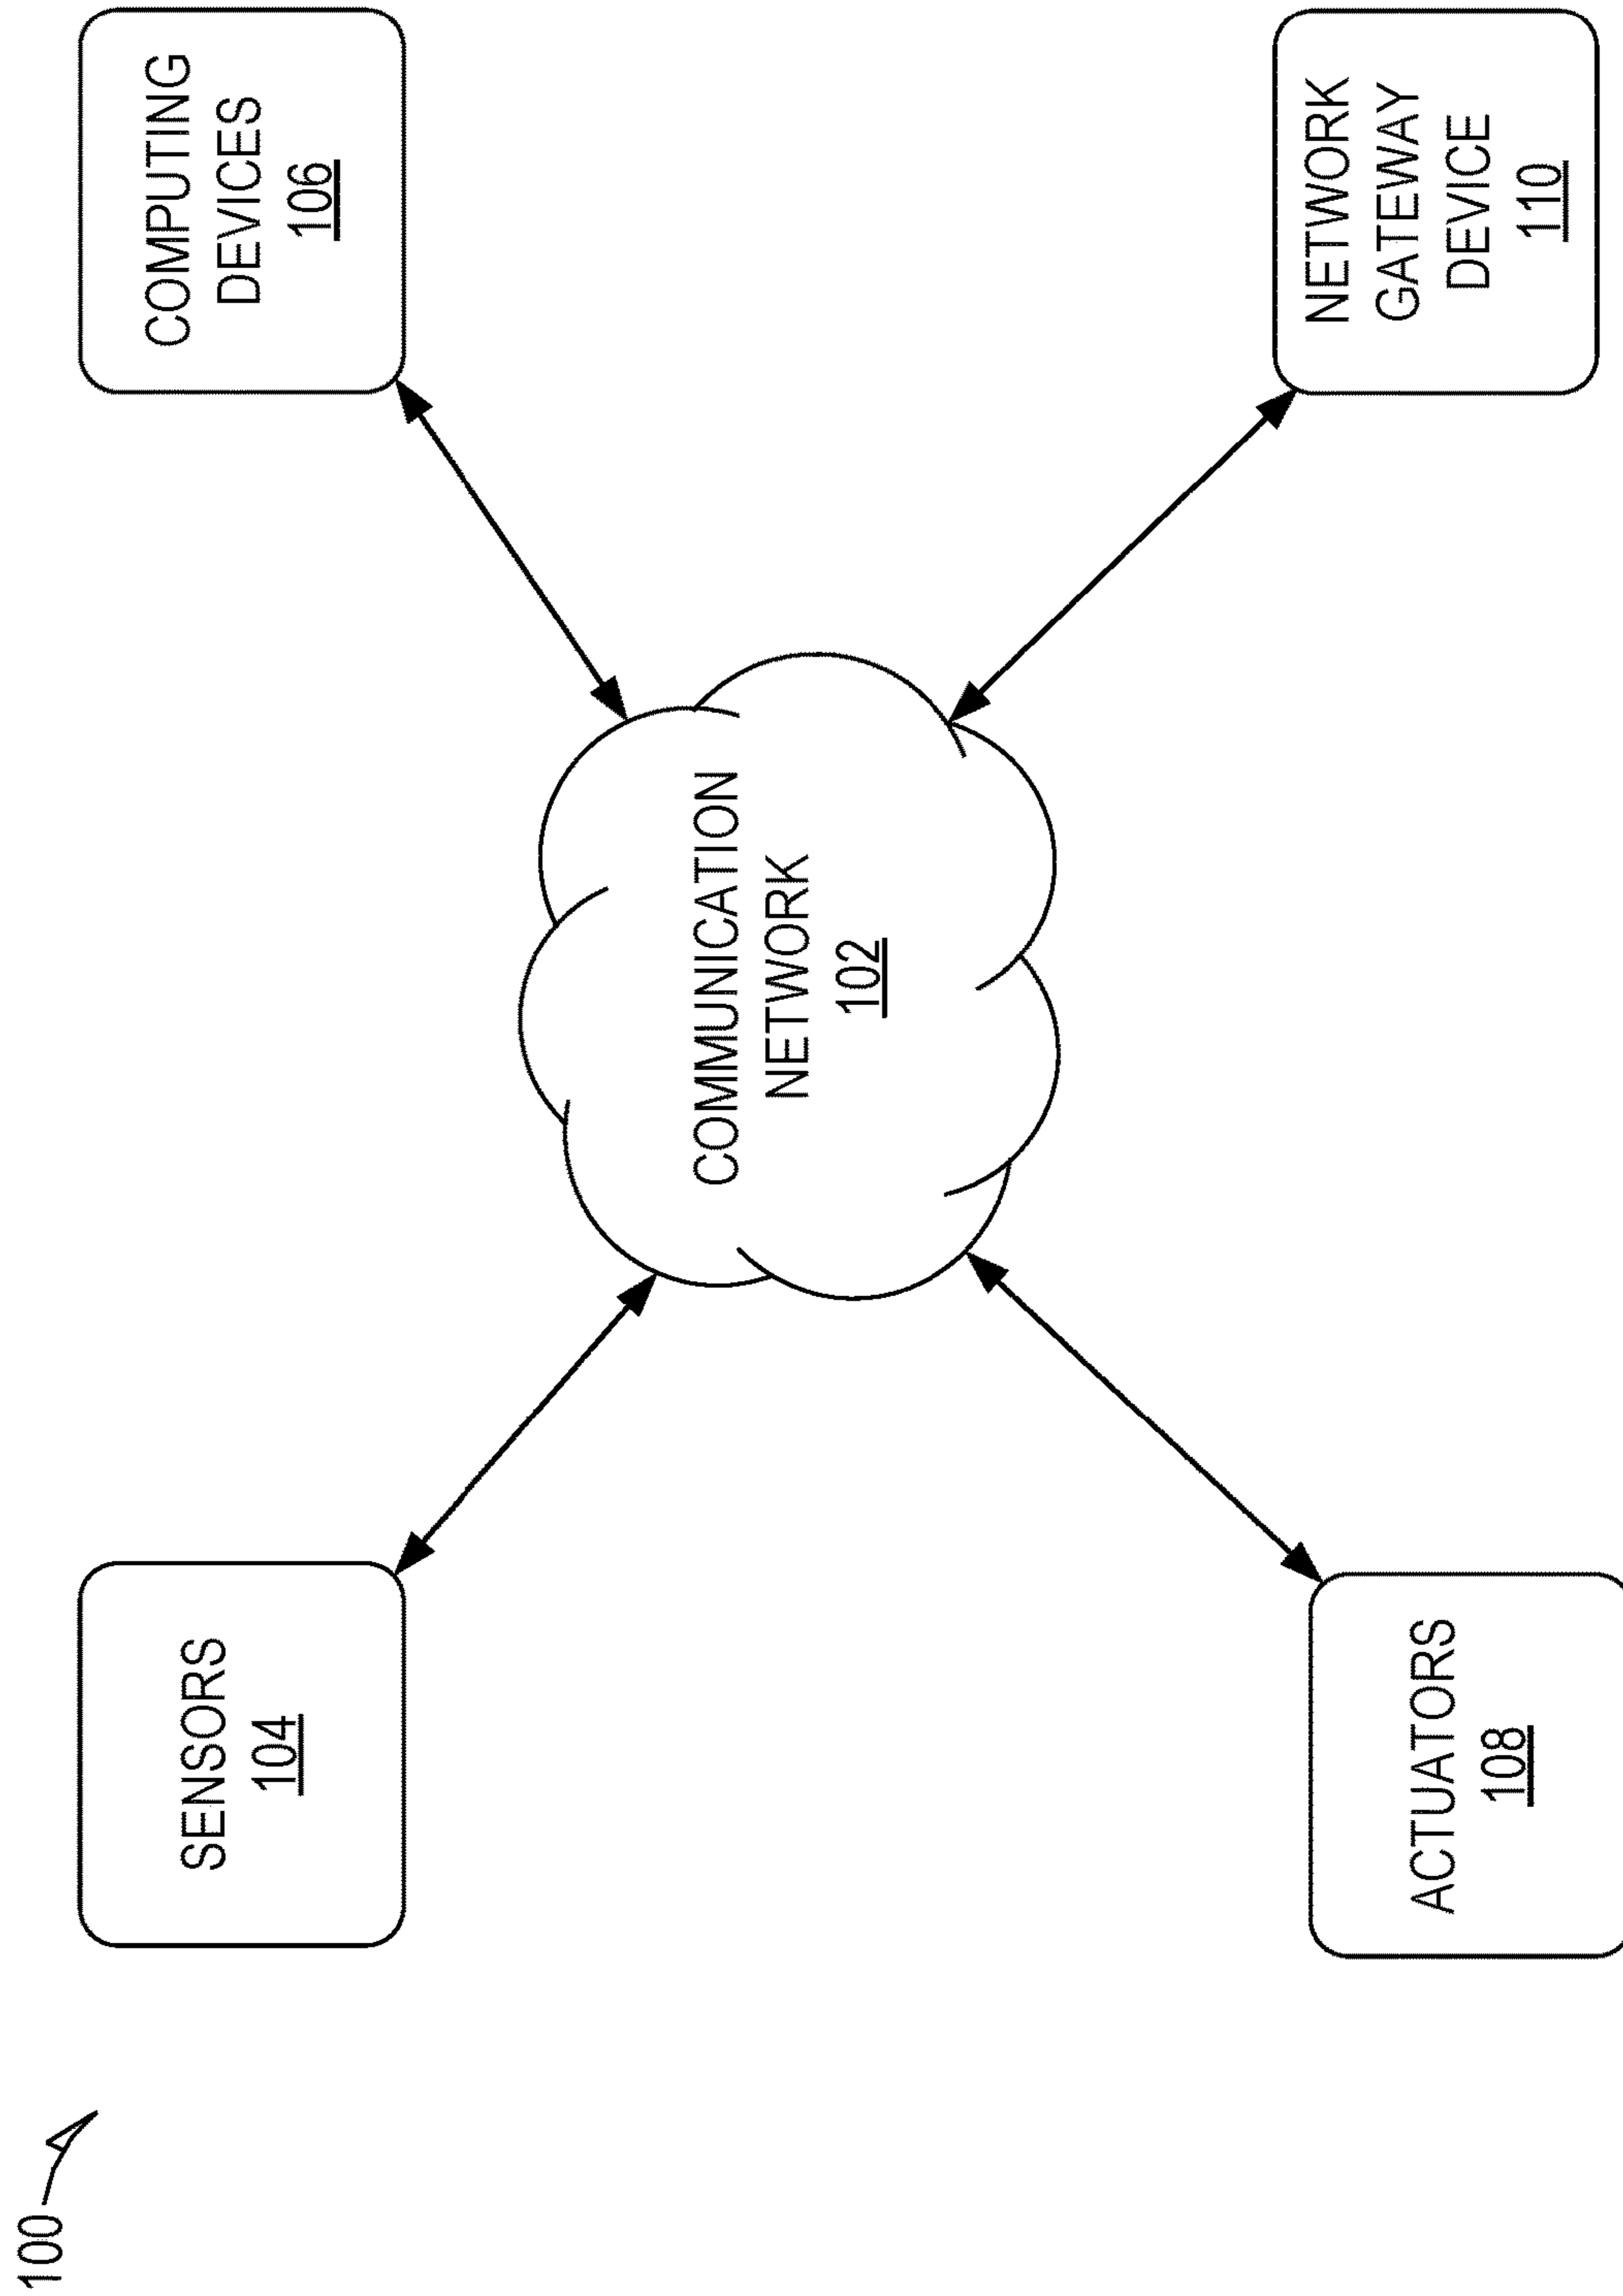 100
SENSORS
104
COMPUTING
DEVICES
106
COMMUNICATION
NETWORK
102
ACTUATORS
108
NETWORK
GATEWAY
DEVICE
110